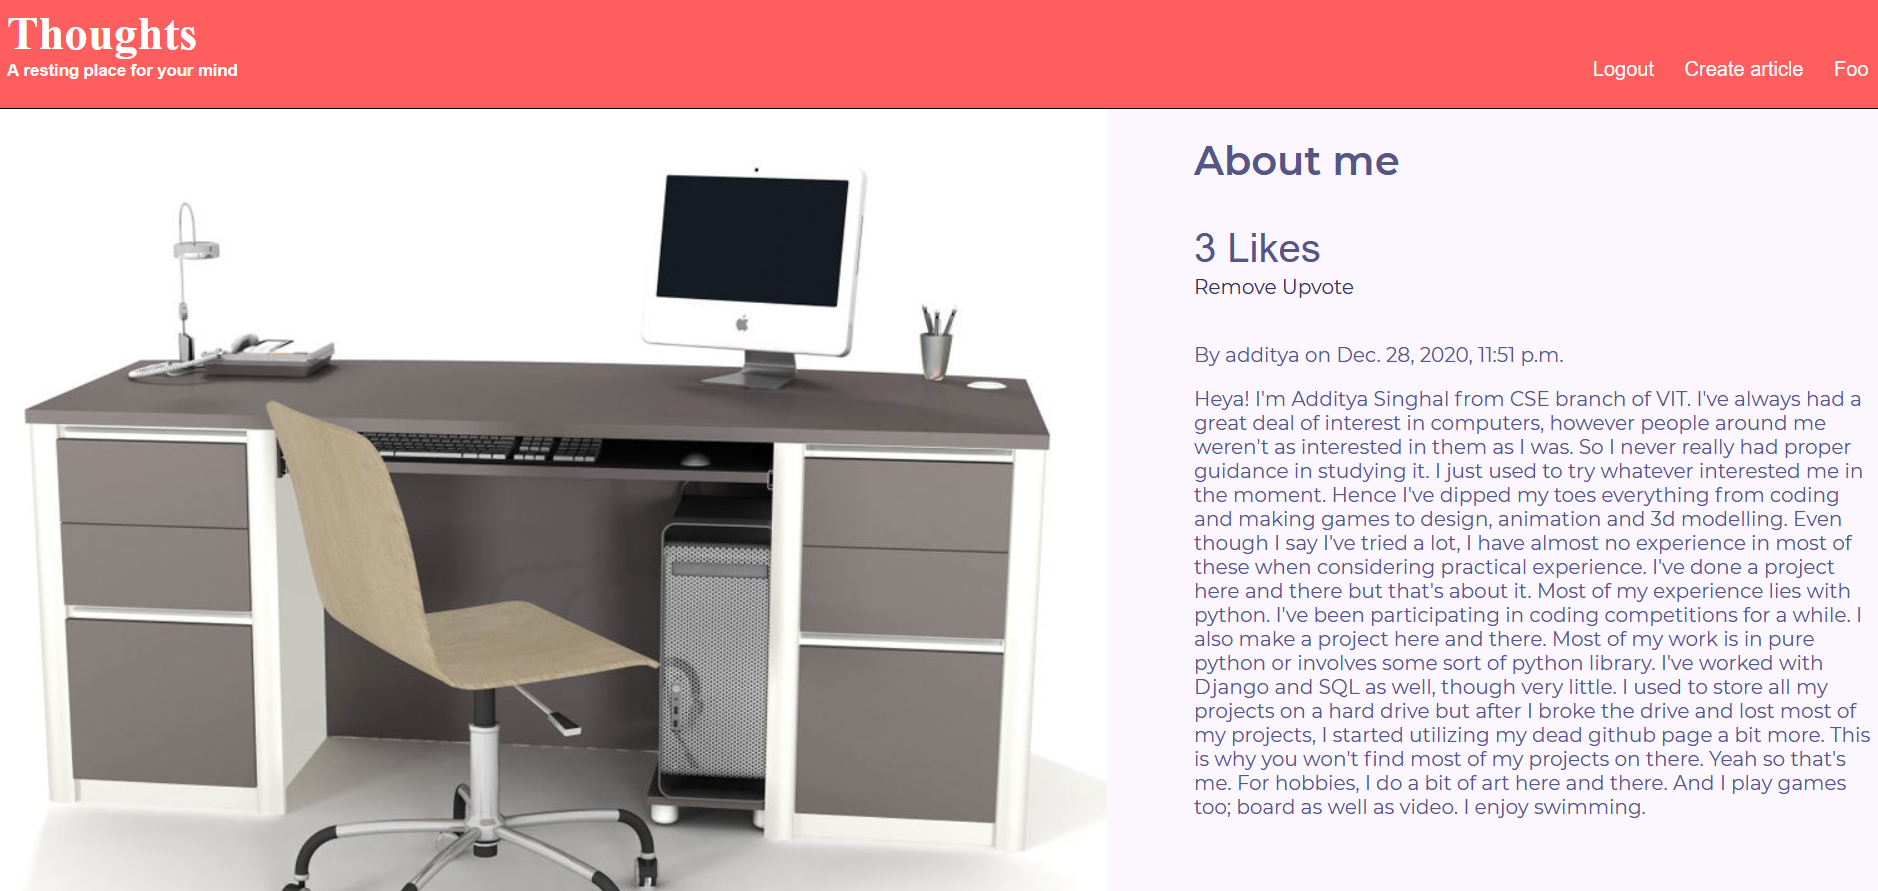 Thoughts
A resting place for your mind
Logout Create article Foo
About me
3 Likes
Remove Upvote
By additya on Dec. 28, 2020, 11:51 p.m.
Heya! I'm Additya Singhal from CSE branch of VIT. I've always had a
great deal of interest in computers, however people around me
weren't as interested in them as I was. So I never really had proper
guidance in studying it. I just used to try whatever interested me in
the moment. Hence I've dipped my toes everything from coding
and making games to design, animation and 3d modelling. Even
though I say I've tried a lot, I have almost no experience in most of
these when considering practical experience. I've done a project
here and there but that's about it. Most of my experience lies with
python. I've been participating in coding competitions for a while. I
also make a project here and there. Most of my work is in pure
python or involves some sort of python library. I've worked with
Django and SQL as well, though very little. I used to store all my
projects on a hard drive but after I broke the drive and lost most of
my projects, I started utilizing my dead github page a bit more. This
is why you won't find most of my projects on there. Yeah so that's
me. For hobbies, I do a bit of art here and there. And I play games
too; board as well as video. I enjoy swimming.